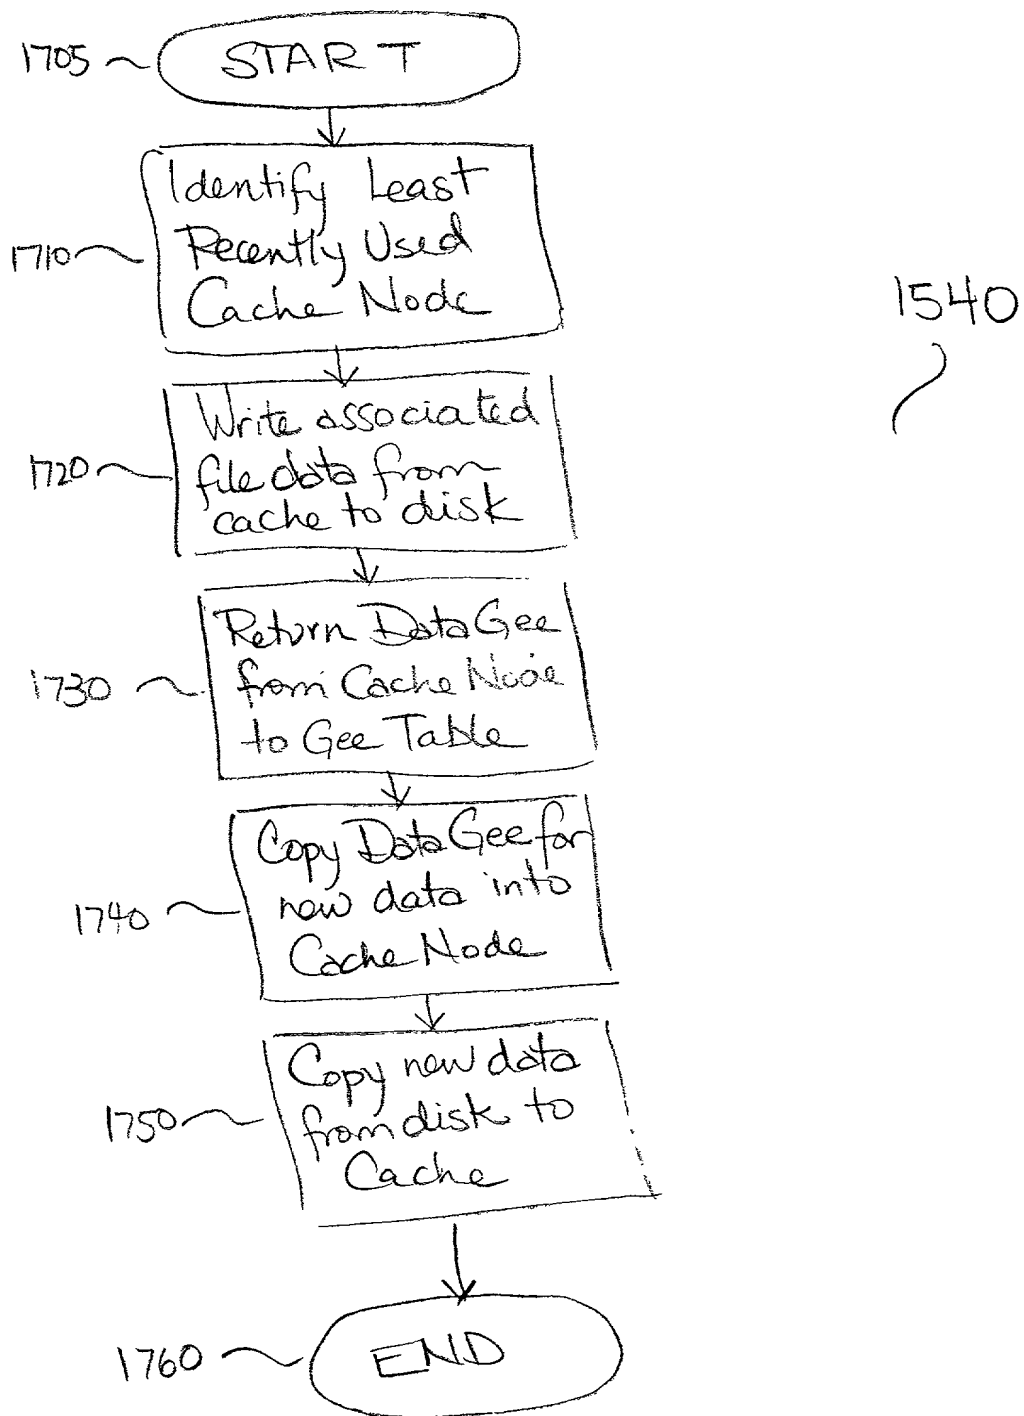 1705 START
Identify Least
1710 Recently Used
Cache Node
1540
Write associated
1720 file data from
cache to disk
Return Data Gee
1730 from Cache Node
to Gee Table
Copy Data Gee for
1740 new data into
Cache Node
Copy new data
1750 from disk to
Cache
1760 END